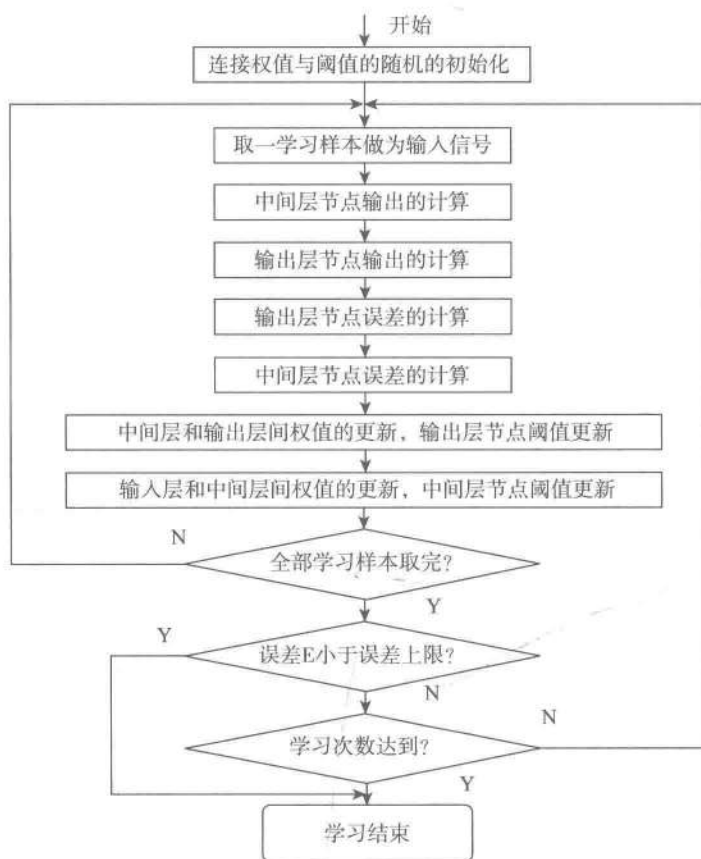 开始
连接权值与阈值的随机的初始化
取一学习样本做为输入信号
中间层节点输出的计算
输出层节点输出的计算
输出层节点误差的计算
中间层节点误差的计算
中间层和输出层间权值的更新，输出层节点阈值更新
输入层和中间层间权值的更新，中间层节点阈值更新
N
全部学习样本取完？
Y
Y
误差E小于误差上限？
N
N
学习次数达到？
Y
学习结束